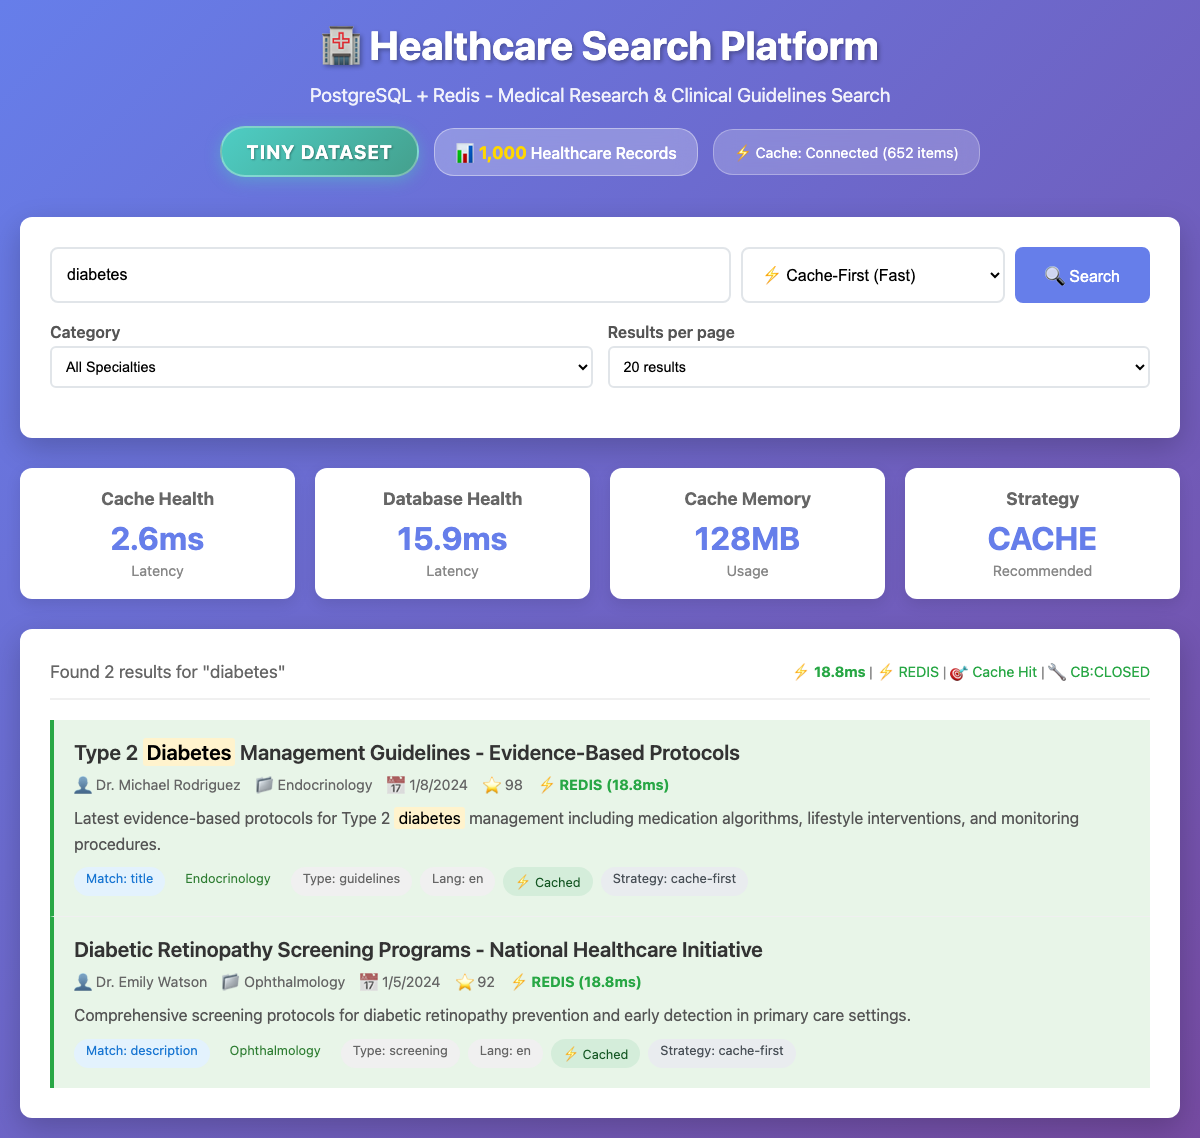 🏥 Healthcare Search Platform
PostgreSQL + Redis - Medical Research & Clinical Guidelines Search
TINY DATASET
📊 1,000 Healthcare Records
⚡ Cache: Connected (652 items)
diabetes
⚡ Cache-First (Fast)
🔍 Search
Category
Results per page
All Specialties
20 results
Cache Health
2.6ms
Latency
Database Health
15.9ms
Latency
Cache Memory
128MB
Usage
Strategy
CACHE
Recommended
Found 2 results for "diabetes"
⚡ 18.8ms | ⚡ REDIS | 🎯 Cache Hit | 🔧 CB:CLOSED
Type 2 Diabetes Management Guidelines - Evidence-Based Protocols
👤 Dr. Michael Rodriguez 📁 Endocrinology 📅 1/8/2024 ⭐ 98 ⚡ REDIS (18.8ms)
Latest evidence-based protocols for Type 2 diabetes management including medication algorithms, lifestyle interventions, and monitoring
procedures.
Match: title Endocrinology Type: guidelines Lang: en ⚡ Cached Strategy: cache-first
Diabetic Retinopathy Screening Programs - National Healthcare Initiative
👤 Dr. Emily Watson 📁 Ophthalmology 📅 1/5/2024 ⭐ 92 ⚡ REDIS (18.8ms)
Comprehensive screening protocols for diabetic retinopathy prevention and early detection in primary care settings.
Match: description Ophthalmology Type: screening Lang: en ⚡ Cached Strategy: cache-first